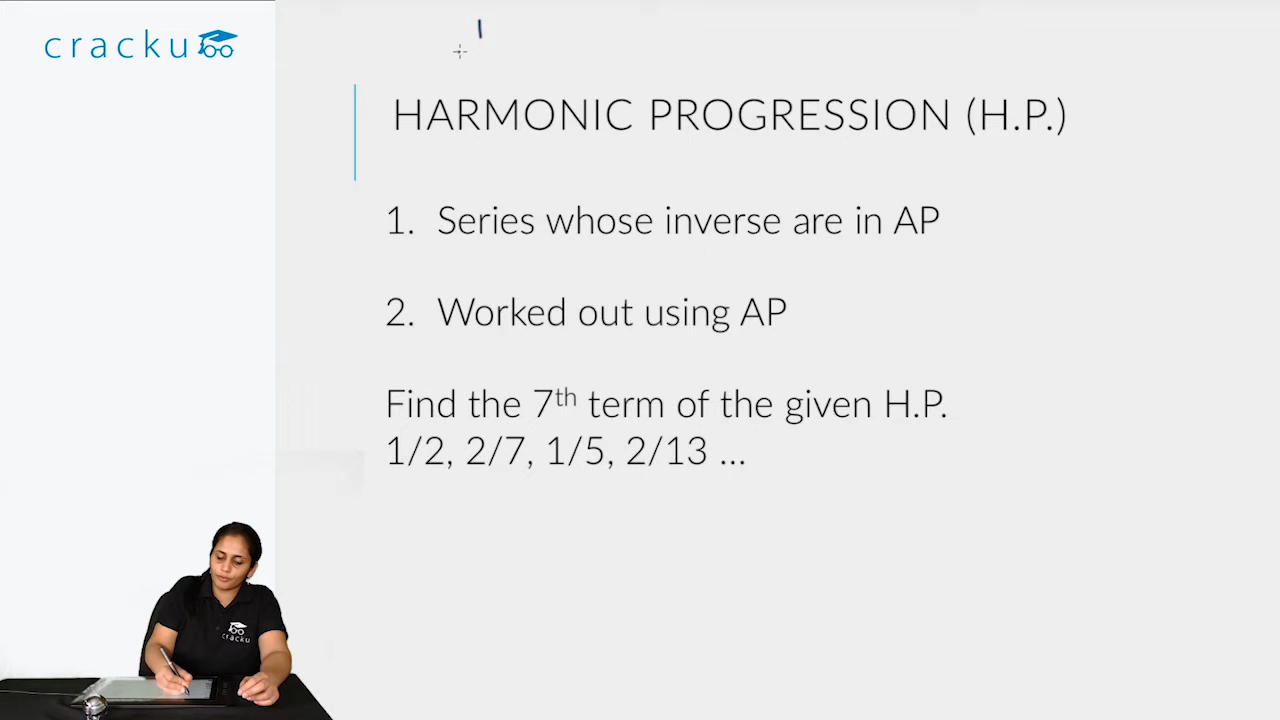 cracku
1
HARMONIC PROGRESSION (H.P.)
1. Series whose inverse are in AP
2. Worked out using AP
Find the 7th term of the given H.P.
1/2, 2/7, 1/5, 2/13 ...
cracku